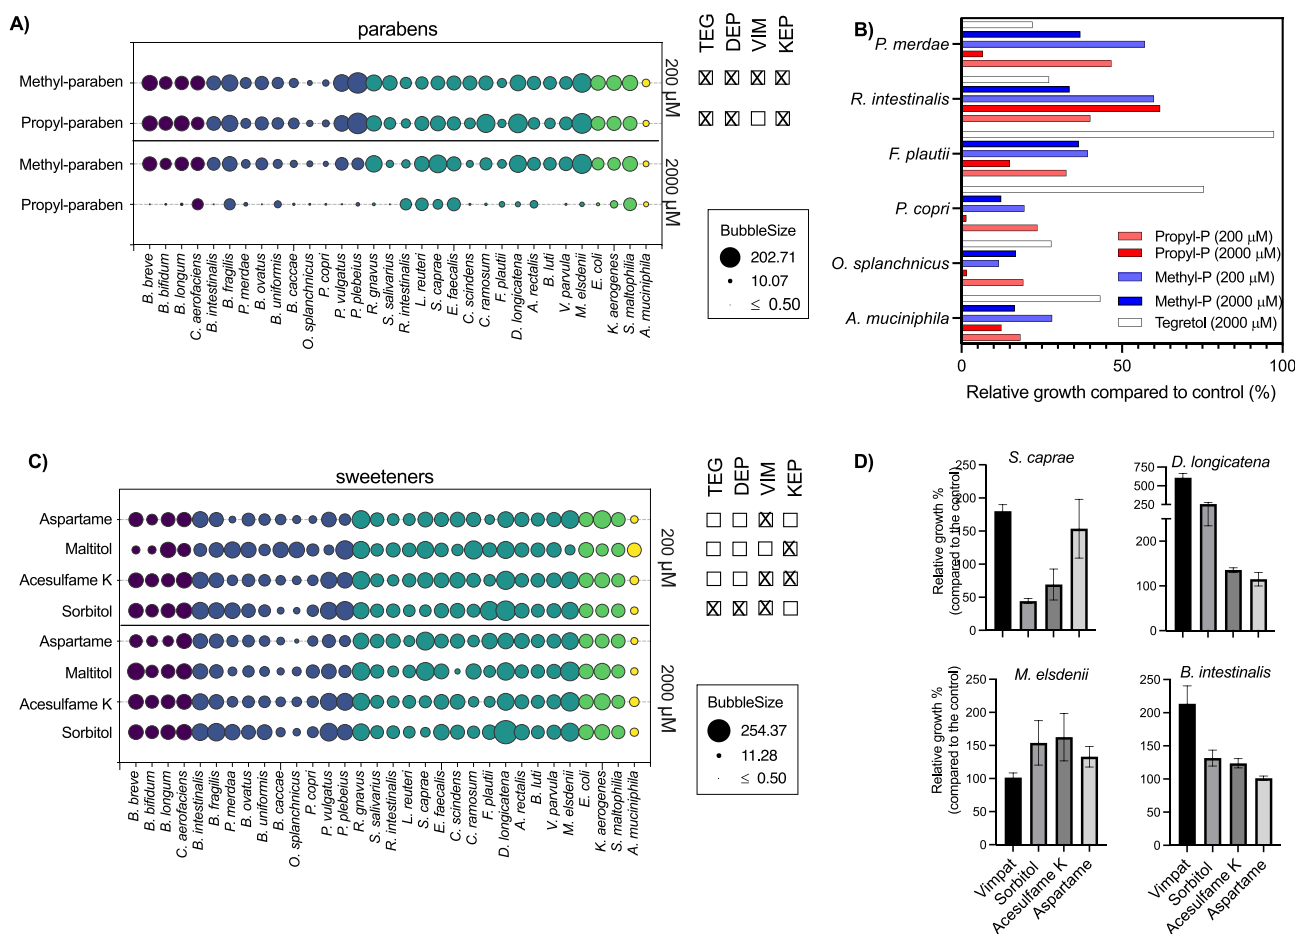 A)
parabens
TEG
DEP
VIM
KEP
Methyl-paraben
Propyl-paraben
200 µM
Methyl-paraben
Propyl-paraben
2000 µM
B. breve
B. bifidum
B. longum
C. aerofaciens
B. intestinalis
B. fragilis
P. merdae
B. ovatus
B. uniformis
B. caccae
O. splanchnicus
P. copri
P. vulgatus
P. plebeius
R. gnavus
S. salivarius
R. intestinalis
L. reuteri
S. caprae
E. faecalis
C. scindens
C. ramosum
F. plautii
D. longicatena
A. rectalis
B. luti
V. parvula
M. elsdenii
E. coli
K. aerogenes
S. maltophilia
A. muciniphila
BubbleSize
202.71
10.07
≤ 0.50
B)
P. merdae
R. intestinalis
F. plautii
P. copri
O. splanchnicus
A. muciniphila
Propyl-P (200 µM)
Propyl-P (2000 µM)
Methyl-P (200 µM)
Methyl-P (2000 µM)
Tegretol (2000 µM)
0
50
100
Relative growth compared to control (%)
C)
sweeteners
TEG
DEP
VIM
KEP
Aspartame
Maltitol
Acesulfame K
Sorbitol
200 µM
Aspartame
Maltitol
Acesulfame K
Sorbitol
2000 µM
B. breve
B. bifidum
B. longum
C. aerofaciens
B. intestinalis
B. fragilis
P. merdaa
B. ovatus
B. uniformis
B. caccae
O. splanchnicus
P. copri
P. vulgatus
P. plebeius
R. gnavus
S. salivarius
R. intestinalis
L. reuteri
S. caprae
E. faecalis
C. scindens
C. ramosum
F. plautii
D. longicatena
A. rectalis
B. luti
V. parvula
M. elsdenii
E. coli
K. aerogenes
S. maltophilia
A. muciniphila
BubbleSize
254.37
11.28
≤ 0.50
D)
S. caprae
Relative growth %
(compared to the control)
250
200
150
100
50
0
D. longicatena
750
500
250
200
100
0
M. elsdenii
Relative growth %
(compared to the control)
250
200
150
100
50
0
Vimpat
Sorbitol
Acesulfame K
Aspartame
B. intestinalis
250
200
150
100
50
0
Vimpat
Sorbitol
Acesulfame K
Aspartame